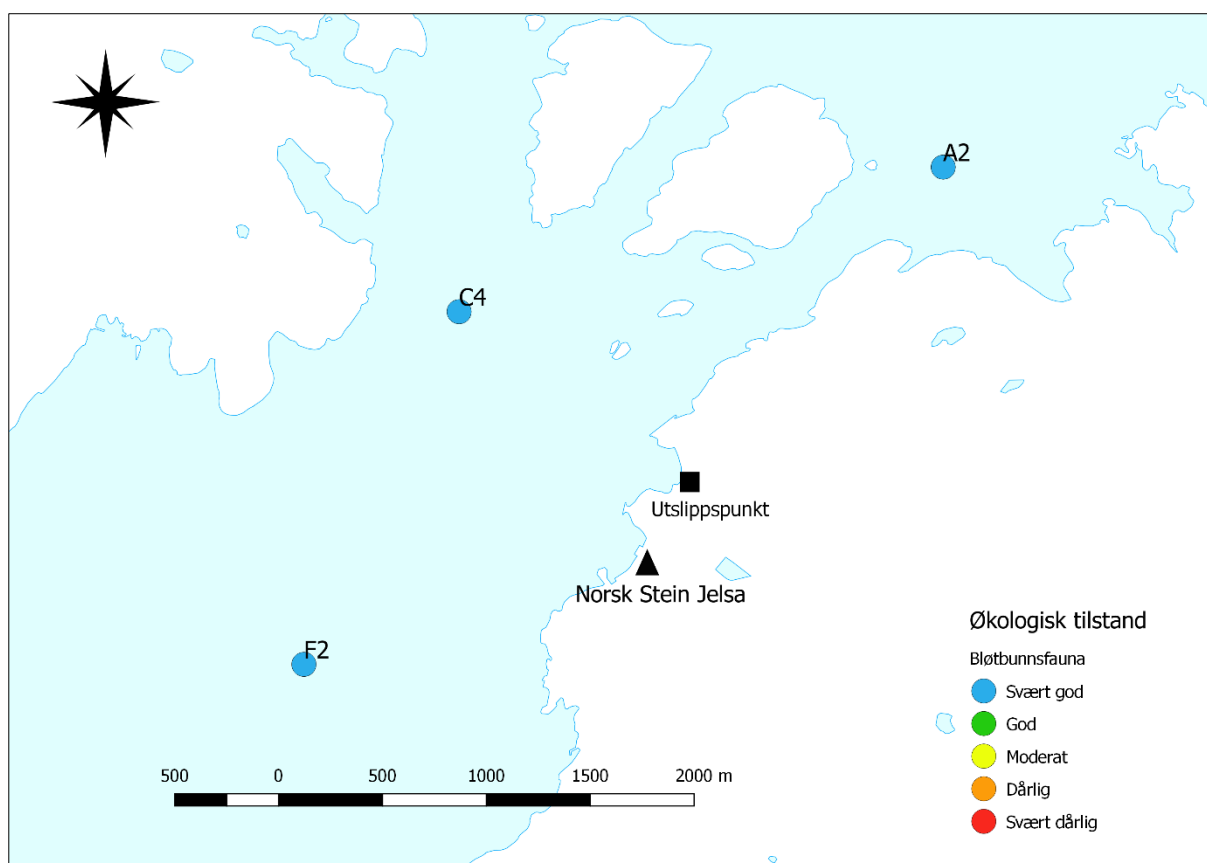 A2
C4
Utslippspunkt
Norsk Stein Jelsa
F2
Økologisk tilstand
Bløtbunnsfauna
Svært god
God
Moderat
Dårlig
Svært dårlig
500 0 500 1000 1500 2000 m